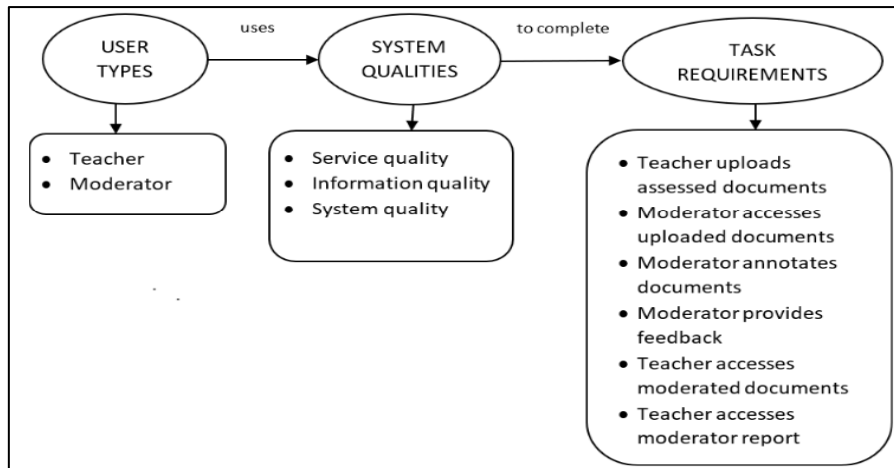 USER
TYPES
uses
SYSTEM
QUALITIES
to complete
TASK
REQUIREMENTS
• Teacher
• Moderator
• Service quality
• Information quality
• System quality
• Teacher uploads
assessed documents
• Moderator accesses
uploaded documents
• Moderator annotates
documents
• Moderator provides
feedback
• Teacher accesses
moderated documents
• Teacher accesses
moderator report